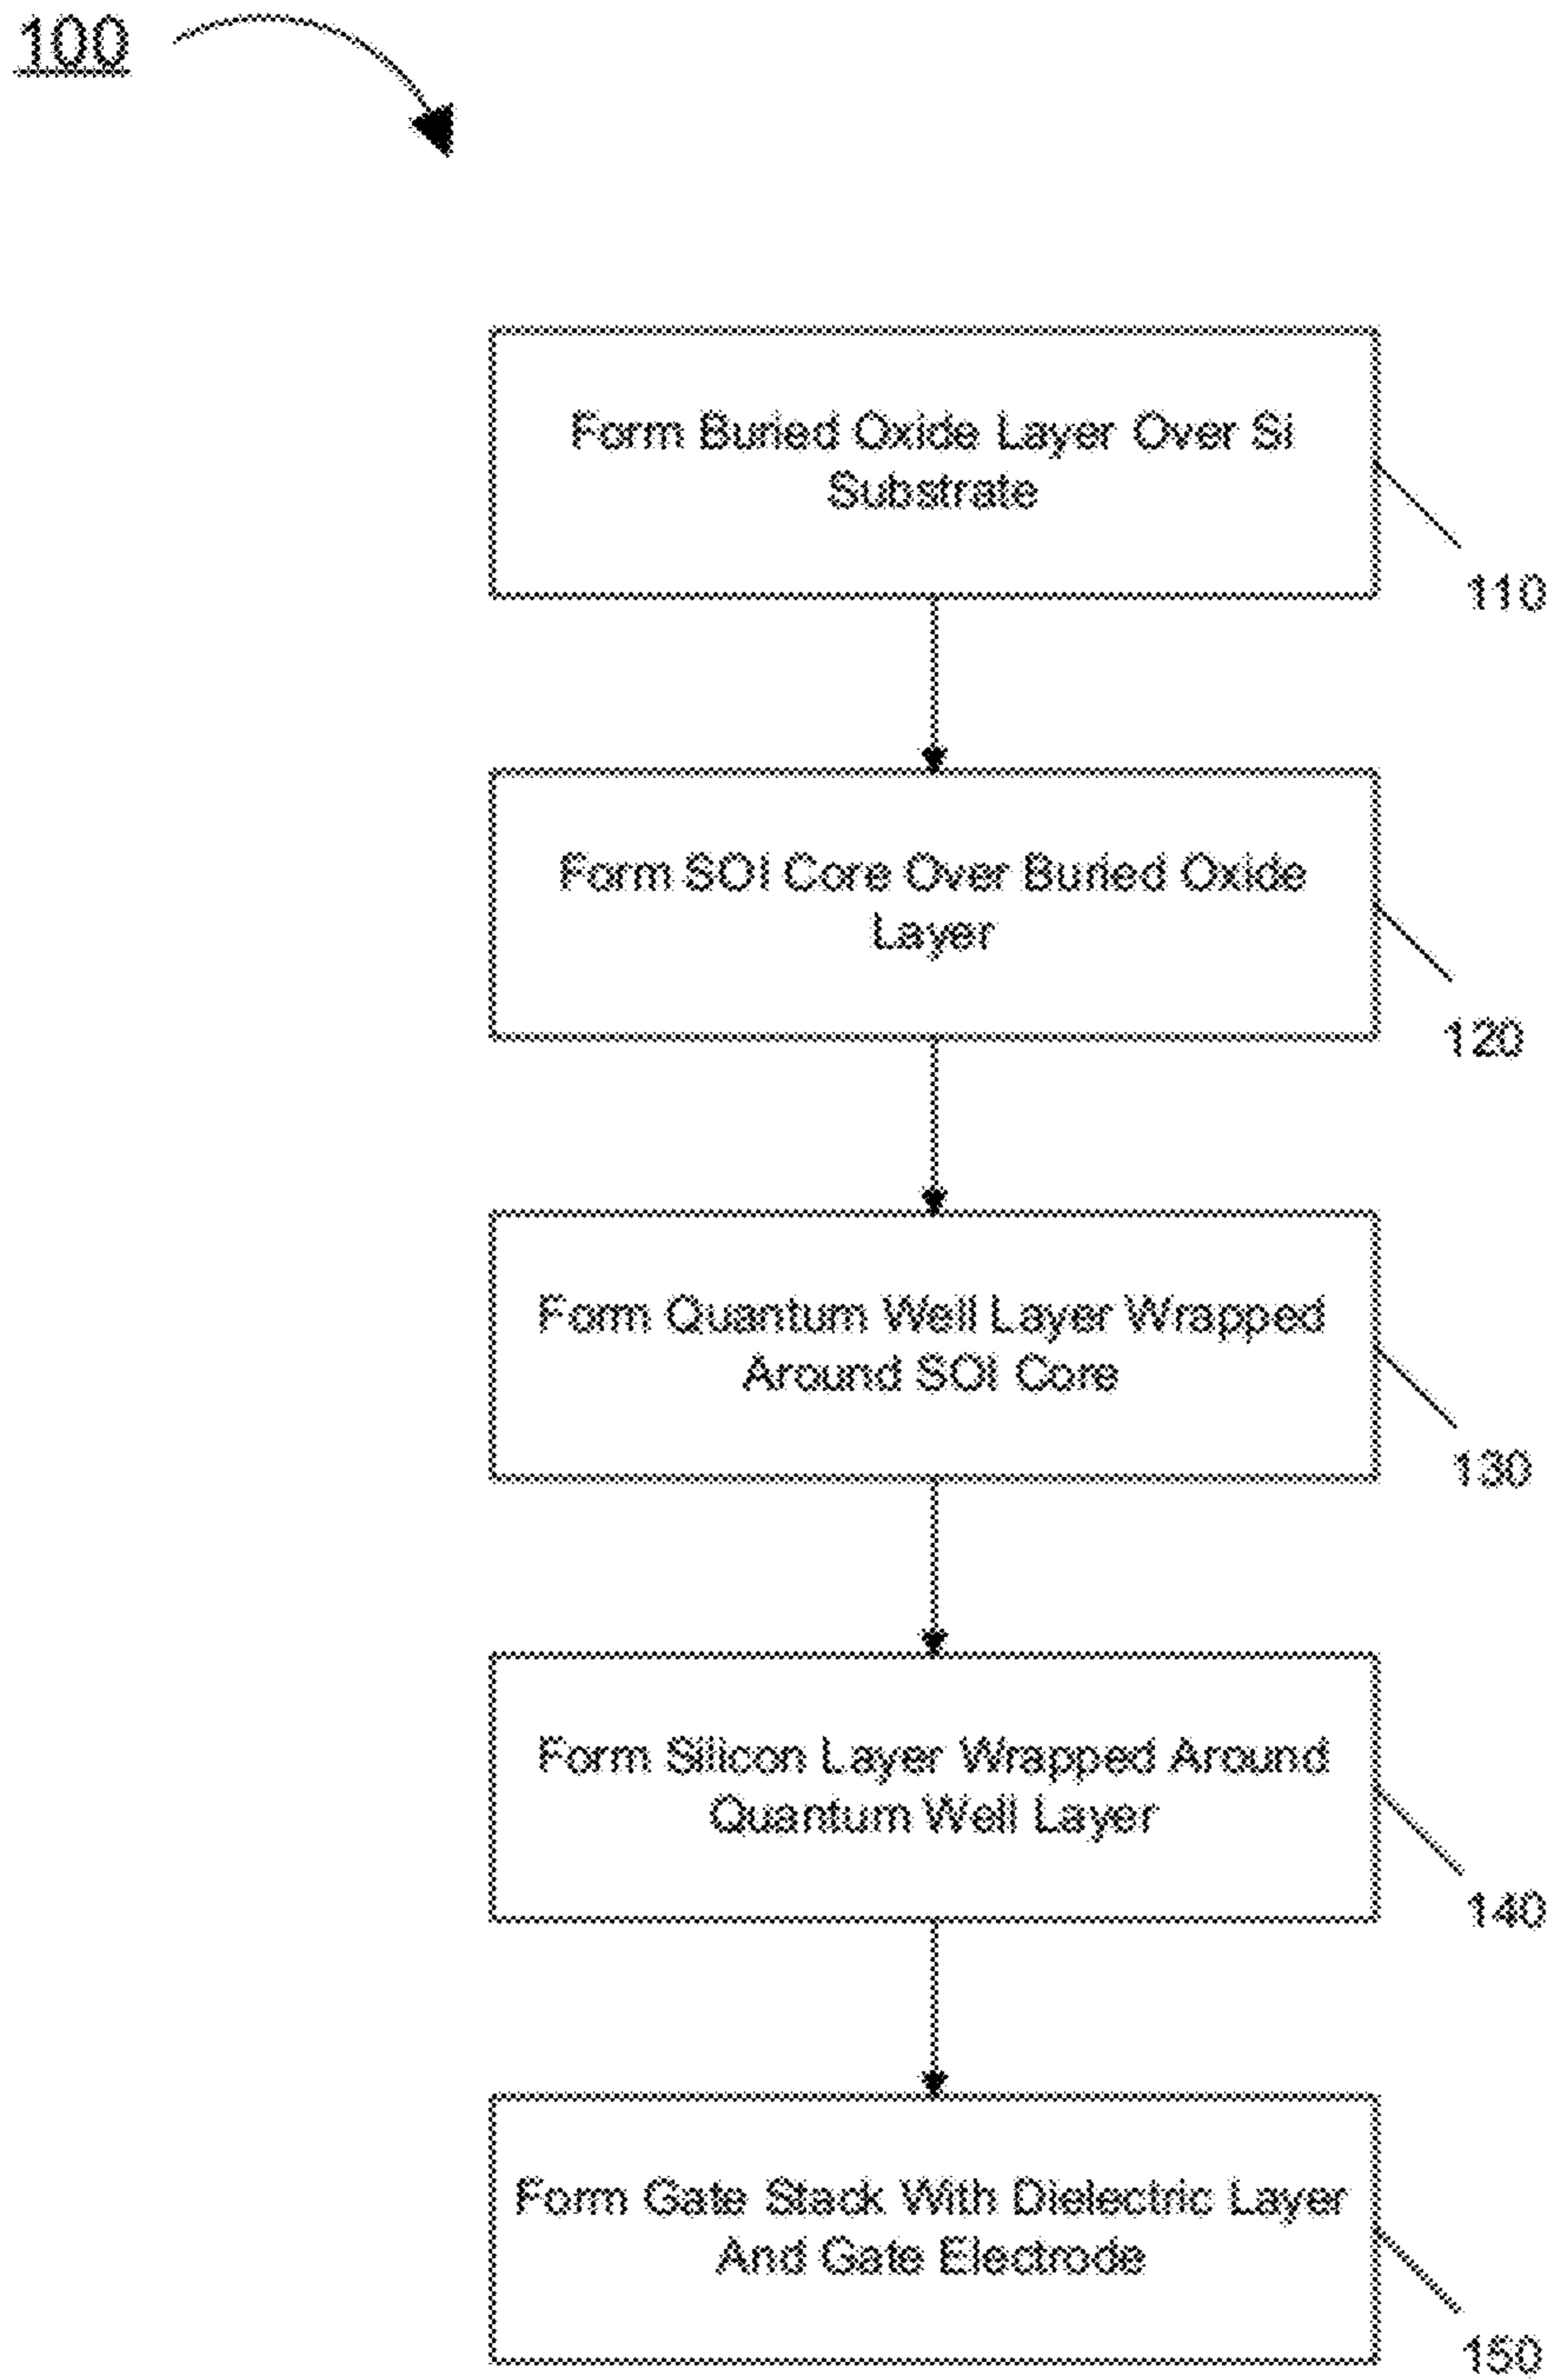 100
Form Buried Oxide Layer Over Si
Substrate
110
Form SOI Core Over Buried Oxide
Layer
120
Form Quantum Well Layer Wrapped
Around SOI Core
130
Form Silicon Layer Wrapped Around
Quantum Well Layer
140
Form Gate Stack With Dielectric Layer
And Gate Electrode
150